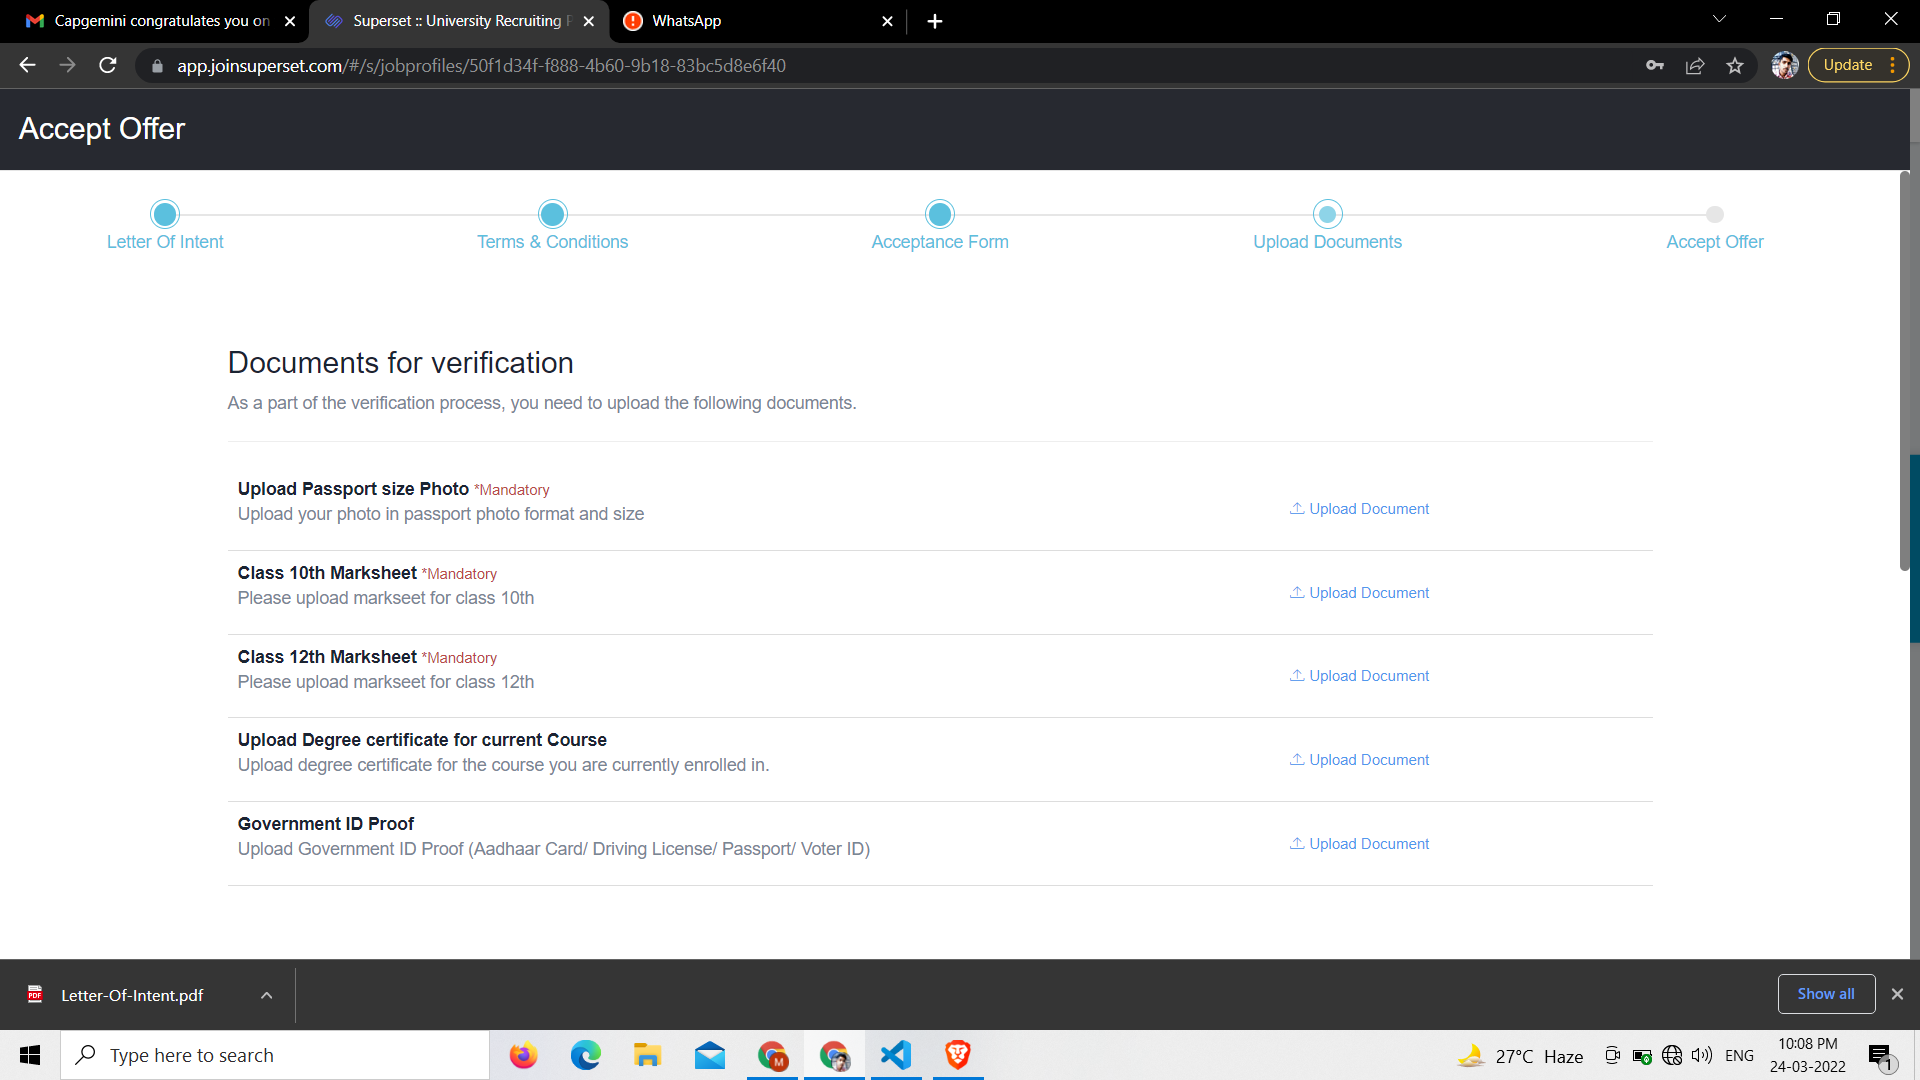 Capgemini congratulates you on
Superset :: University Recruiting
WhatsApp
app.joinsuperset.com/#/s/jobprofiles/50f1d34f-f888-4b60-9b18-83bc5d8e6f40
Update
Accept Offer
Letter Of Intent
Terms & Conditions
Acceptance Form
Upload Documents
Accept Offer
Documents for verification
As a part of the verification process, you need to upload the following documents.
Upload Passport size Photo *Mandatory
Upload your photo in passport photo format and size
Upload Document
Class 10th Marksheet *Mandatory
Please upload markseet for class 10th
Upload Document
Class 12th Marksheet *Mandatory
Please upload markseet for class 12th
Upload Document
Upload Degree certificate for current Course
Upload degree certificate for the course you are currently enrolled in.
Upload Document
Government ID Proof
Upload Government ID Proof (Aadhaar Card/ Driving License/ Passport/ Voter ID)
Upload Document
PDF
Letter-Of-Intent.pdf
Show all
Type here to search
M
27°C Haze
ENG
10:08 PM
24-03-2022
1